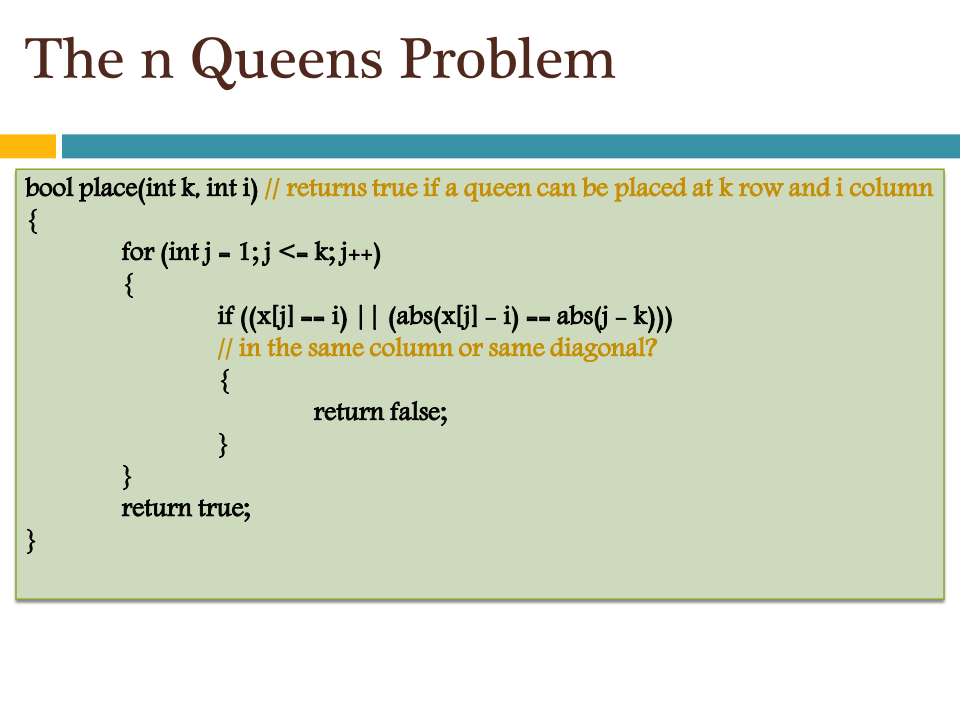 The n Queens Problem
bool place(int k, int i) // returns true if a queen can be placed at k row and i column
{
for (int j = 1; j <= k; j++)
{
if ((x[j] == i) || (abs(x[j] - i) == abs(j - k)))
// in the same column or same diagonal?
{
return false;
}
}
return true;
}